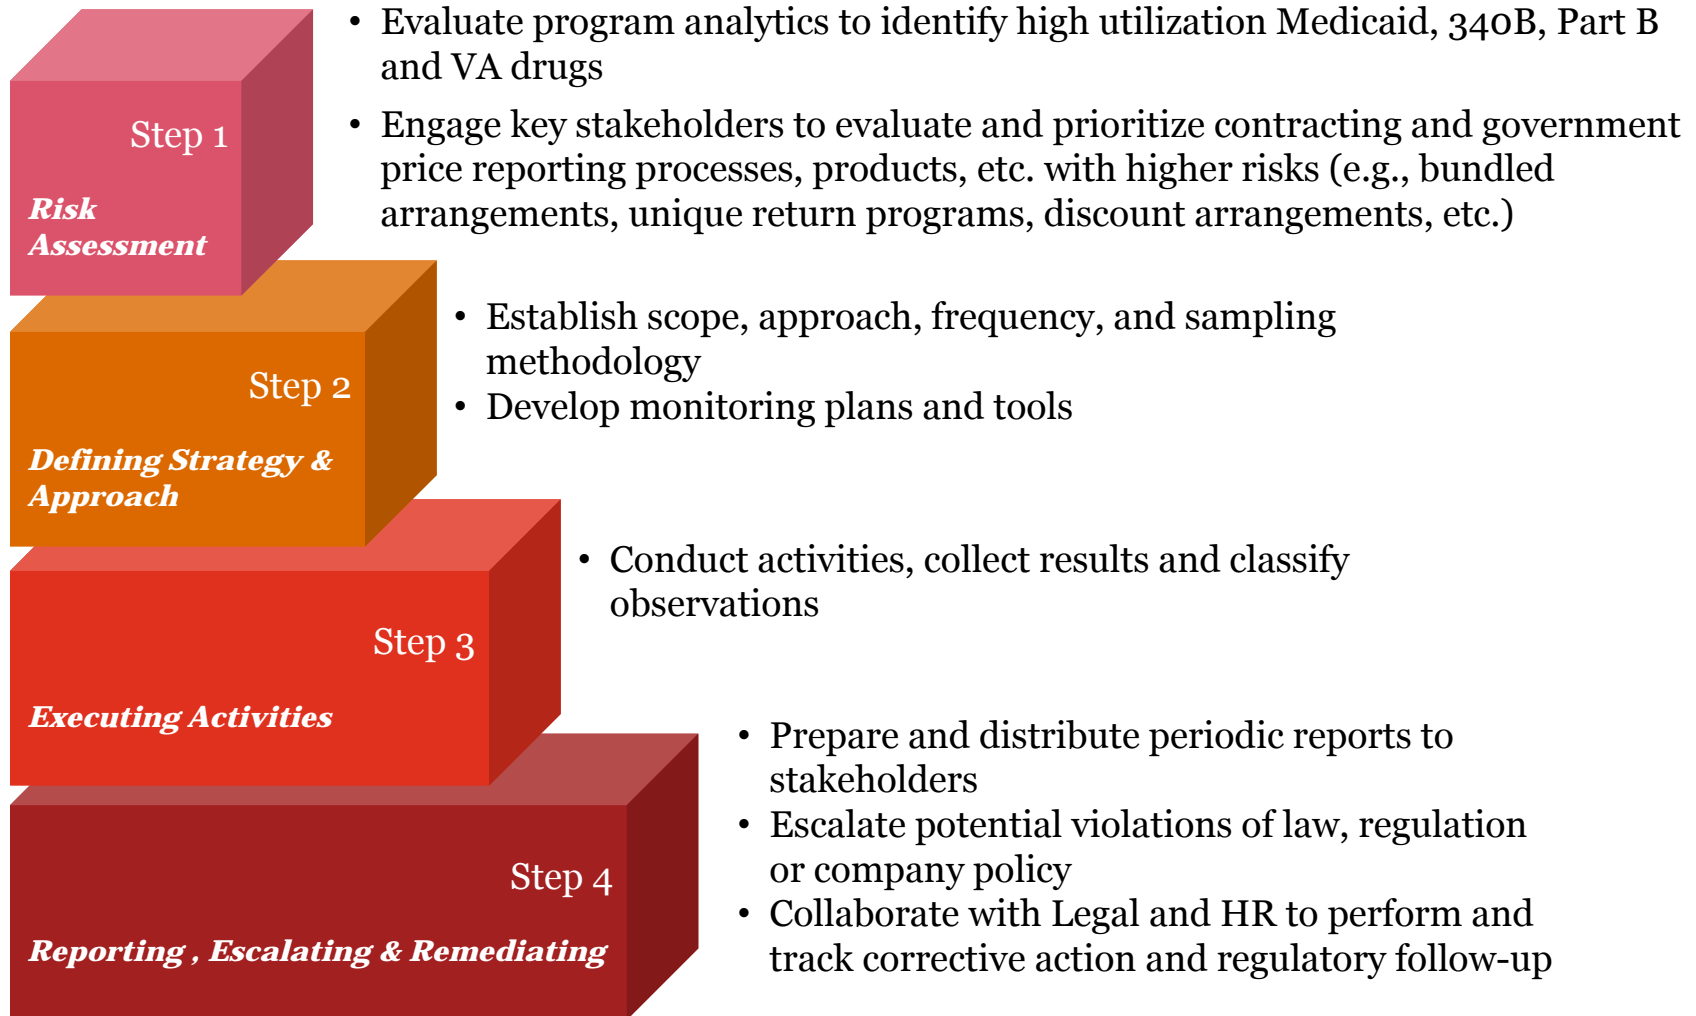 Step 1
Risk
Assessment
• Evaluate program analytics to identify high utilization Medicaid, 340B, Part B
and VA drugs
• Engage key stakeholders to evaluate and prioritize contracting and government
price reporting processes, products, etc. with higher risks (e.g., bundled
arrangements, unique return programs, discount arrangements, etc.)
Step 2
Defining Strategy &
Approach
• Establish scope, approach, frequency, and sampling
methodology
• Develop monitoring plans and tools
Step 3
Executing Activities
• Conduct activities, collect results and classify
observations
Step 4
Reporting , Escalating & Remediating
• Prepare and distribute periodic reports to
stakeholders
• Escalate potential violations of law, regulation
or company policy
• Collaborate with Legal and HR to perform and
track corrective action and regulatory follow-up